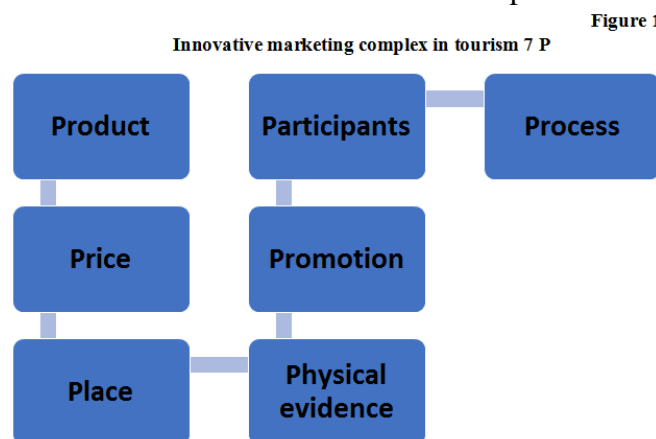 Figure 1
Innovative marketing complex in tourism 7 P
Product
Price
Place
Physical
evidence
Promotion
Participants
Process